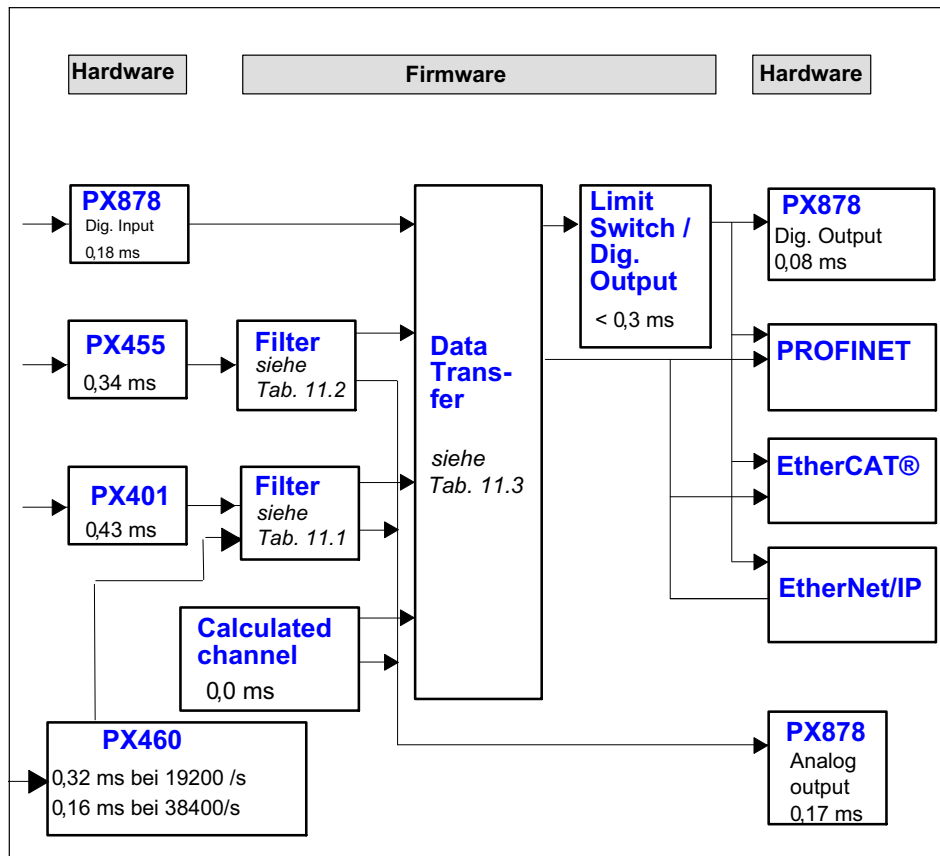 Hardware
Firmware
Hardware
PX878
Dig. Input
0,18 ms
PX455
0,34 ms
PX401
0,43 ms
PX460
0,32 ms bei 19200 /s
0,16 ms bei 38400/s
Filter
siehe
Tab. 11.2
Filter
siehe
Tab. 11.1
Calculated
channel
0,0 ms
Data
Trans-
fer
siehe
Tab. 11.3
Limit
Switch /
Dig.
Output
< 0,3 ms
PX878
Dig. Output
0,08 ms
PROFINET
EtherCAT®
EtherNet/IP
PX878
Analog
output
0,17 ms